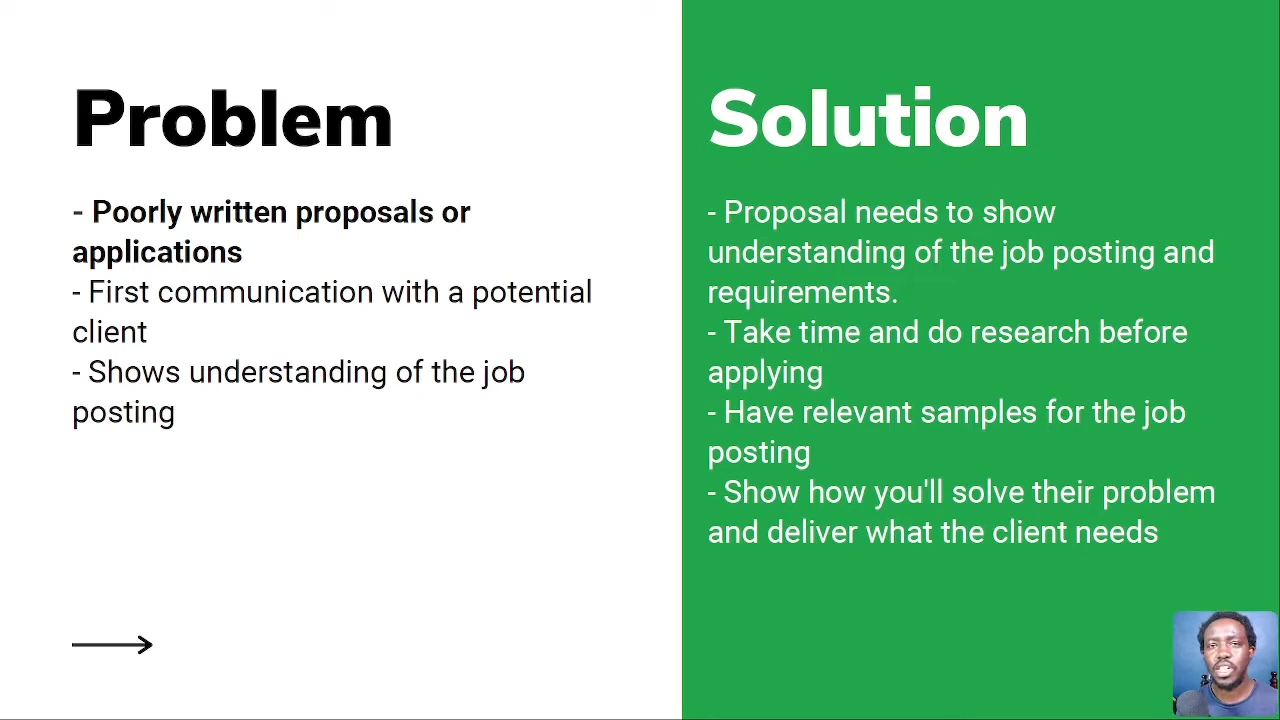 Problem
- Poorly written proposals or
applications
- First communication with a potential
client
- Shows understanding of the job
posting
Solution
- Proposal needs to show
understanding of the job posting and
requirements.
- Take time and do research before
applying
- Have relevant samples for the job
posting
- Show how you'll solve their problem
and deliver what the client needs